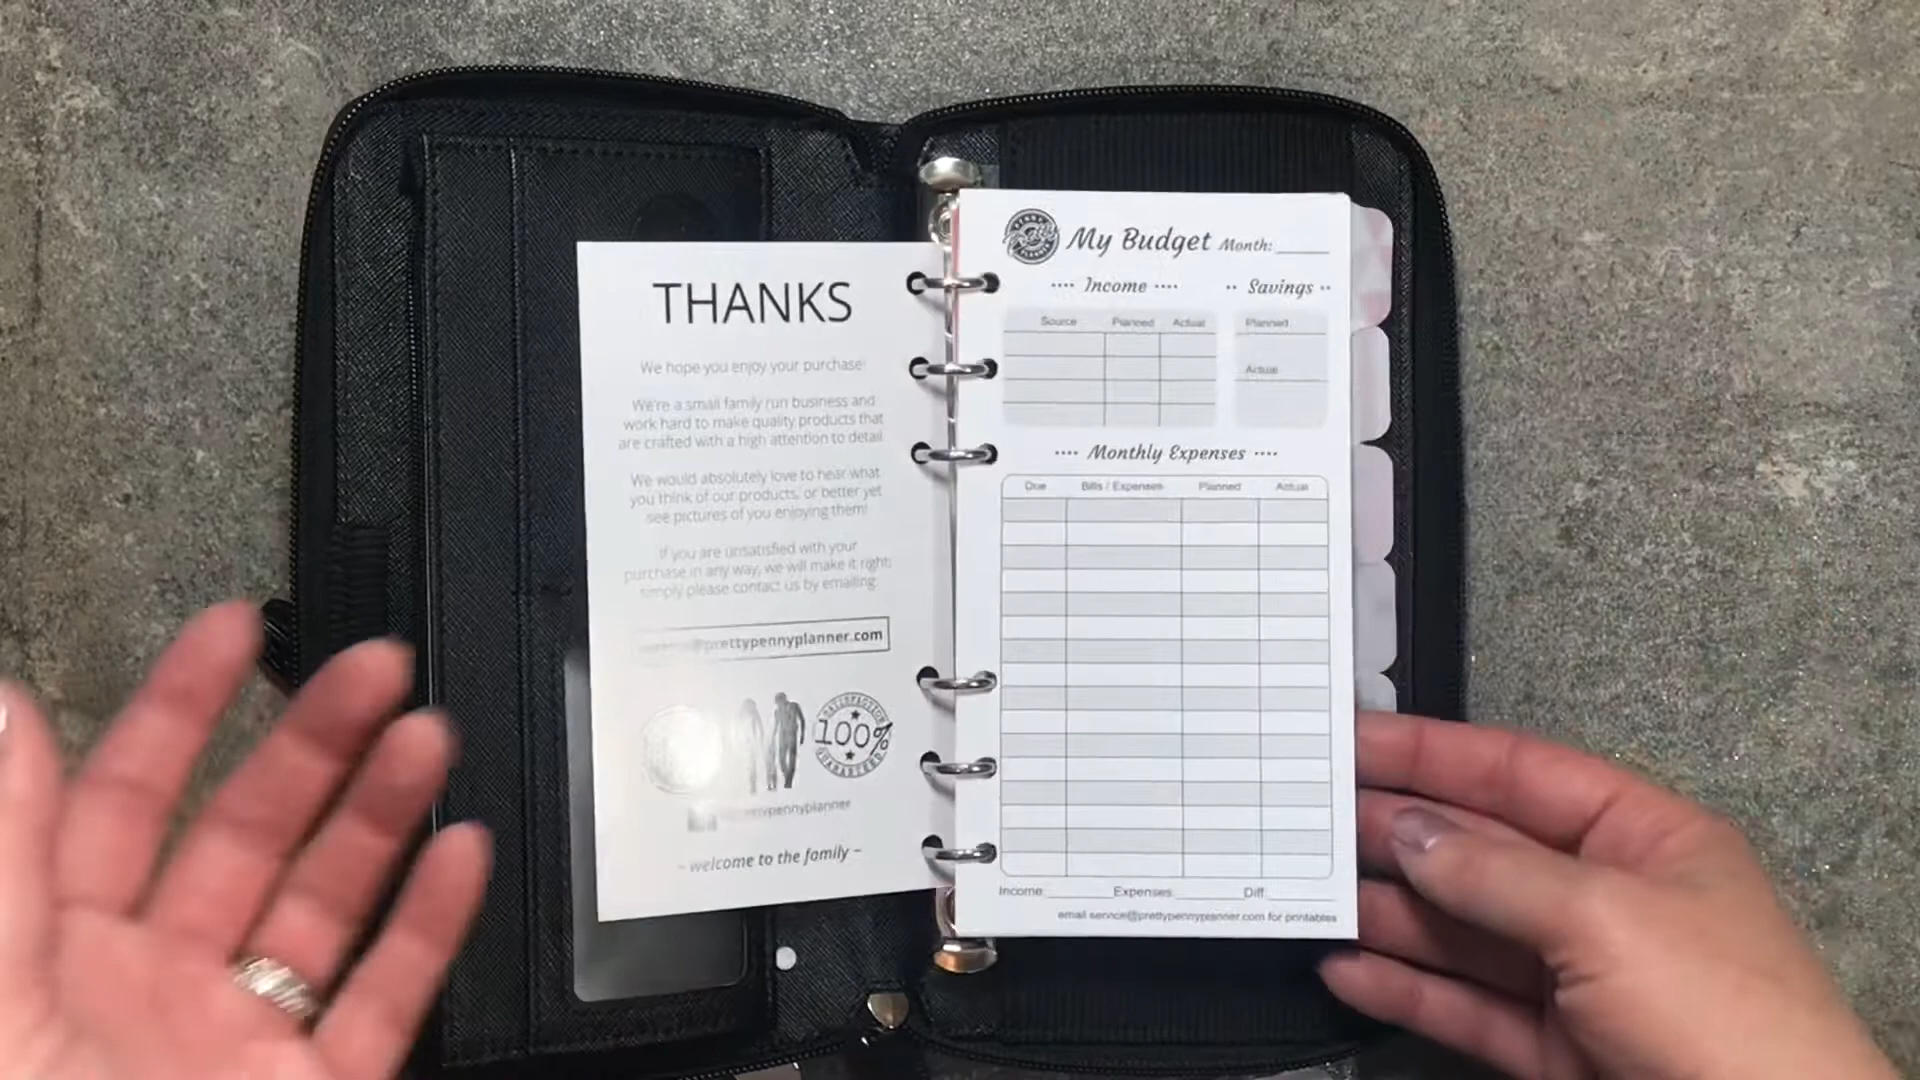 THANKS
We hope you enjoy your purchase!
We're a small family run business and
work hard to make quality products that
are crafted with a high attention to detail.
We would absolutely love to hear what
you think of our products, or better yet
see pictures of you enjoying them!
If you are unsatisfied with your
purchase in any way, we will make it right;
simply please contact us by emailing:
@prettypennyplanner.com
SATISFACTION
100%
GUARANTEED
prettypennyplanner
~ welcome to the family ~
My Budget Month:
Income
Savings
Source Planned Actual
Planned
Actual
Monthly Expenses
Due Bills / Expenses Planned Actual
Income: Expenses: Diff:
email service@prettypennyplanner.com for printables